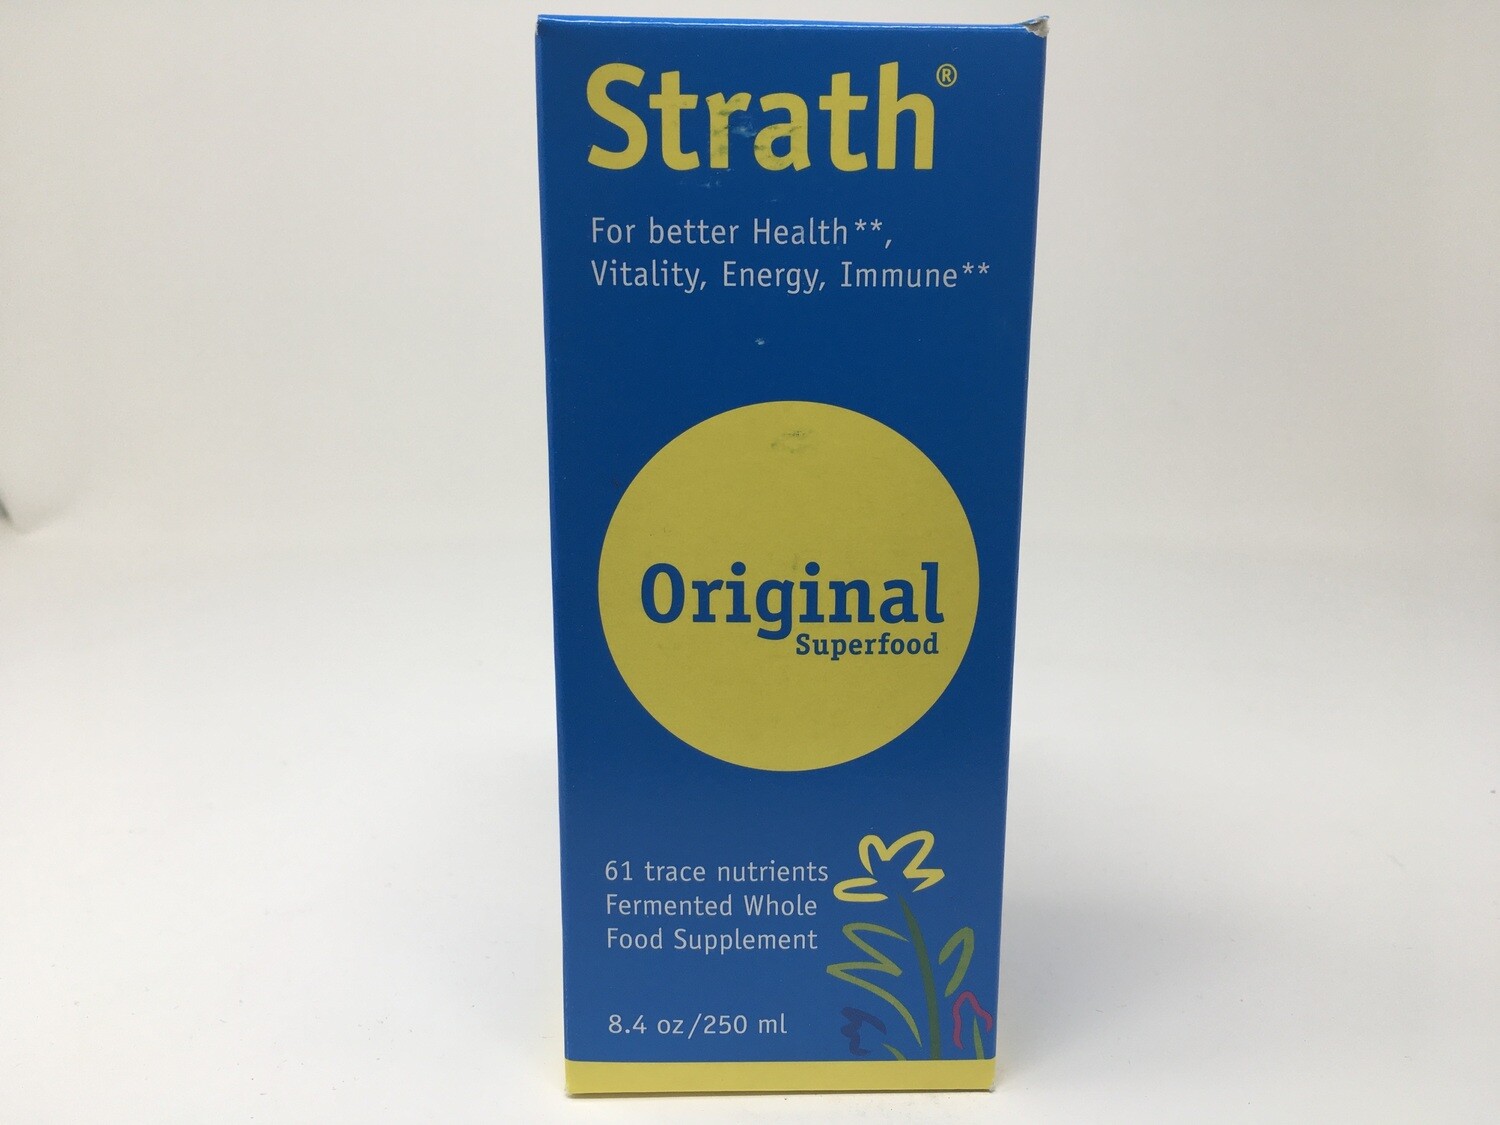 Strath®
For better Health**,
Vitality, Energy, Immune**
Original
Superfood
61 trace nutrients
Fermented Whole
Food Supplement
8.4 oz/250 ml